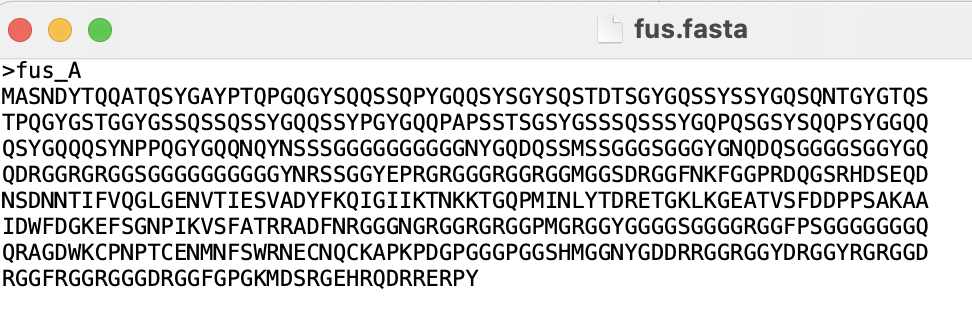 fus.fasta
>fus_A
MASNDYTQQATQSYGAYPTQPGQGYSQQSSQPYGQQSYSGYSQSTDTSGYGQSSYSSYGQSQNTGYGTQS
TPQGYGSTGGYGSSQSSQSSYGQQSSYPGYGQQPAPSSTSGSYGSSSQSSSYGQPQSGSYSQQPSYGGQQ
QSYGQQQSYNPPQGYGQQNQYNSSSGGGGGGGGGGNYGQDQSSMSSGGGSGGGYGNQDQSGGGGSGGYGQ
QDRGGRGRGGSGGGGGGGGGGYNRSSGGYEPRGRGGGRGGRGGMGGSDRGGFNKFGGPRDQGSRHDSEQD
NSDNNTIFVQGLGENVTIESVADYFKQIGIIKTNKKTGQPMINLYTDRETGKLKGEATVSFDDPPSAKAA
IDWFDGKEFSGNPIKVSFATRRADFNRGGGNGRGGRGRGGPMGRGGYGGGGSGGGGRGGFPSGGGGGGGQ
QRAGDWKCPNPTCENMNFSWRNECNQCKAPKPDGPGGGPGGSHMGGNYGDDRRGGRGGYDRGGYRGRGGD
RGGFRGGRGGGDRGGFGPGKMDSRGEHRQDRRERPY